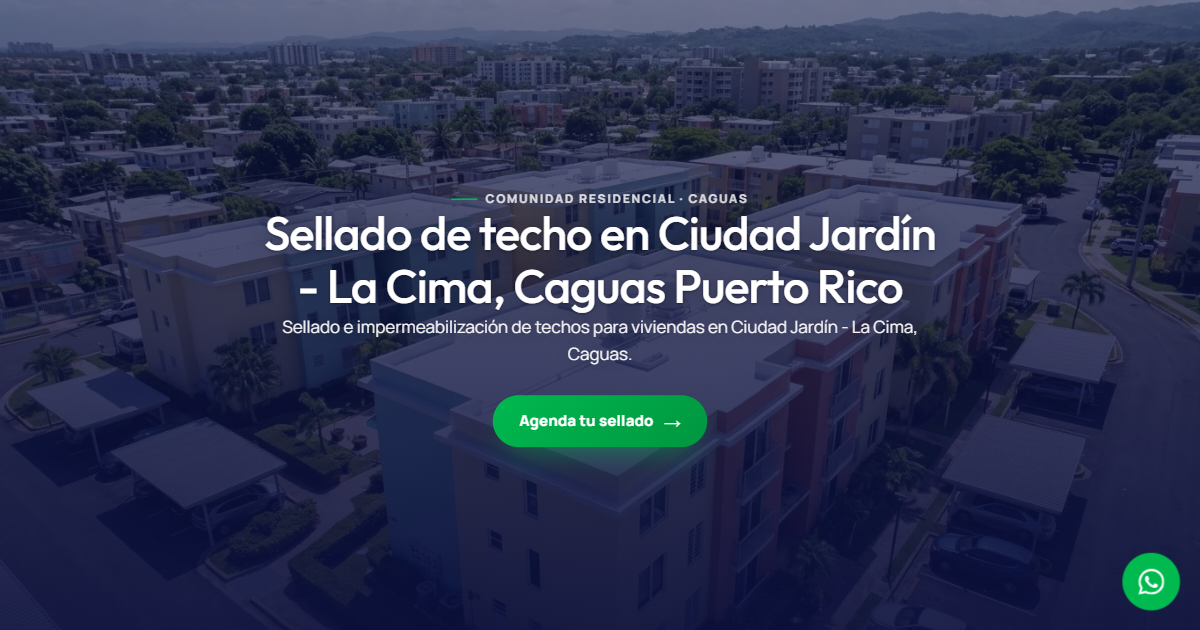 COMUNIDAD RESIDENCIAL · CAGUAS
Sellado de techo en Ciudad Jardín
- La Cima, Caguas Puerto Rico
Sellado e impermeabilización de techos para viviendas en Ciudad Jardín - La Cima,
Caguas.
Agenda tu sellado →